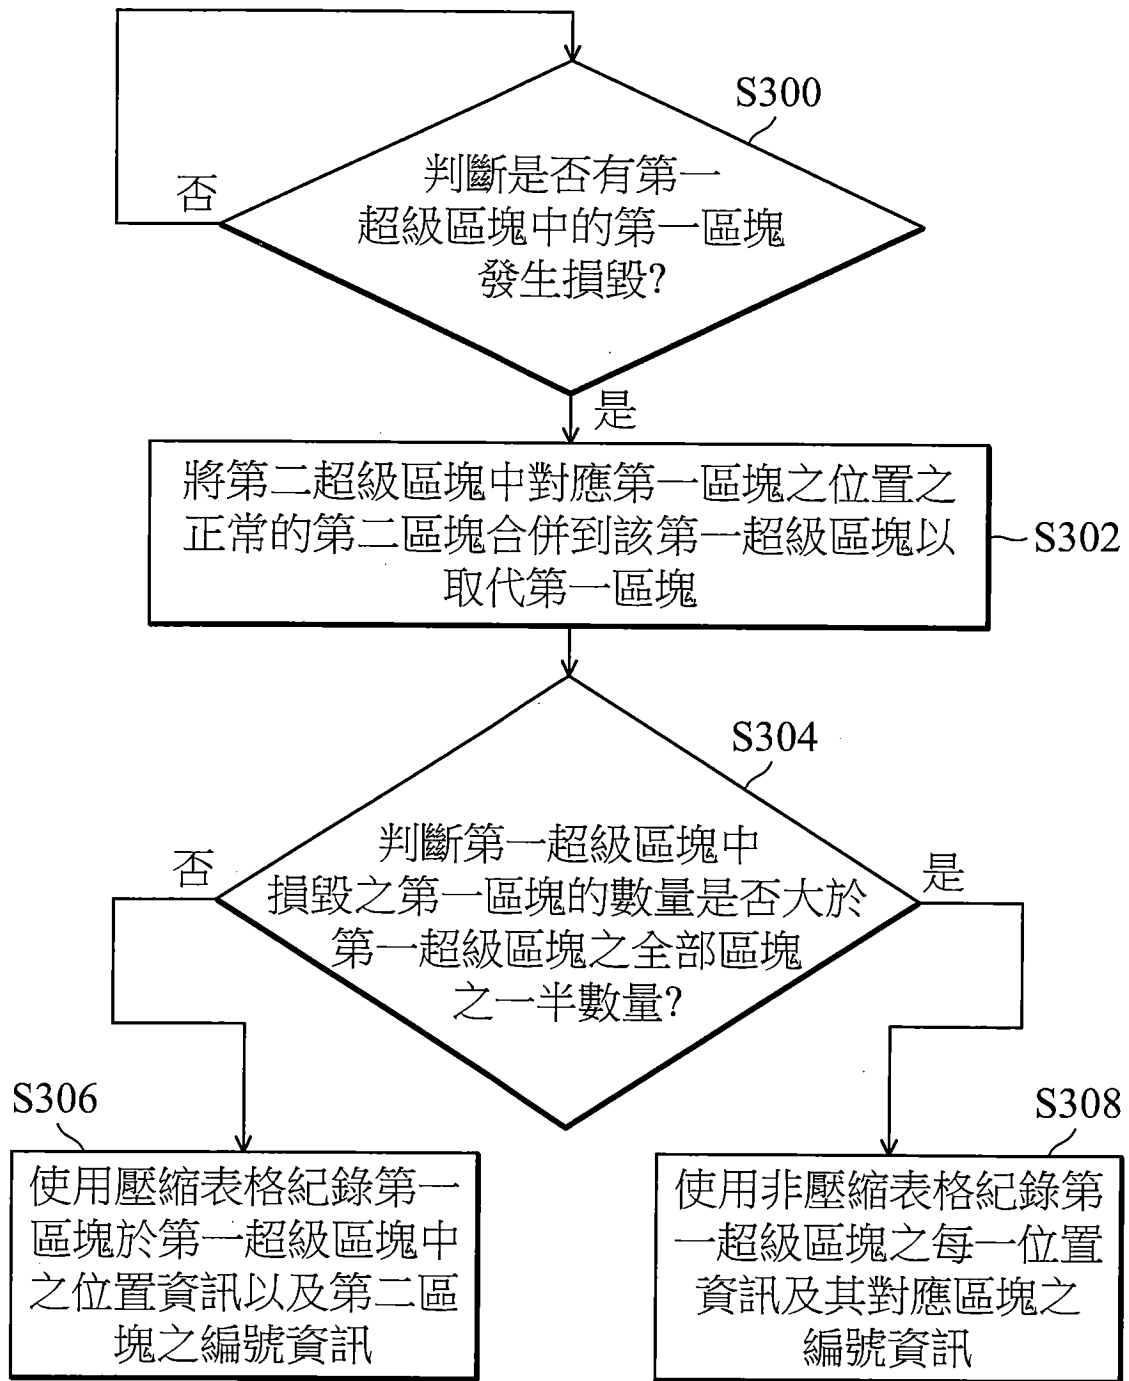 S300
判斷是否有第一
超級區塊中的第一區塊
發生損毀?
否
是
將第二超級區塊中對應第一區塊之位置之
正常的第二區塊合併到該第一超級區塊以
取代第一區塊
S302
S304
判斷第一超級區塊中
損毀之第一區塊的數量是否大於
第一超級區塊之全部區塊
之一半數量?
否
是
S306
使用壓縮表格紀錄第一
區塊於第一超級區塊中
之位置資訊以及第二區
塊之編號資訊
S308
使用非壓縮表格紀錄第
一超級區塊之每一位置
資訊及其對應區塊之
編號資訊